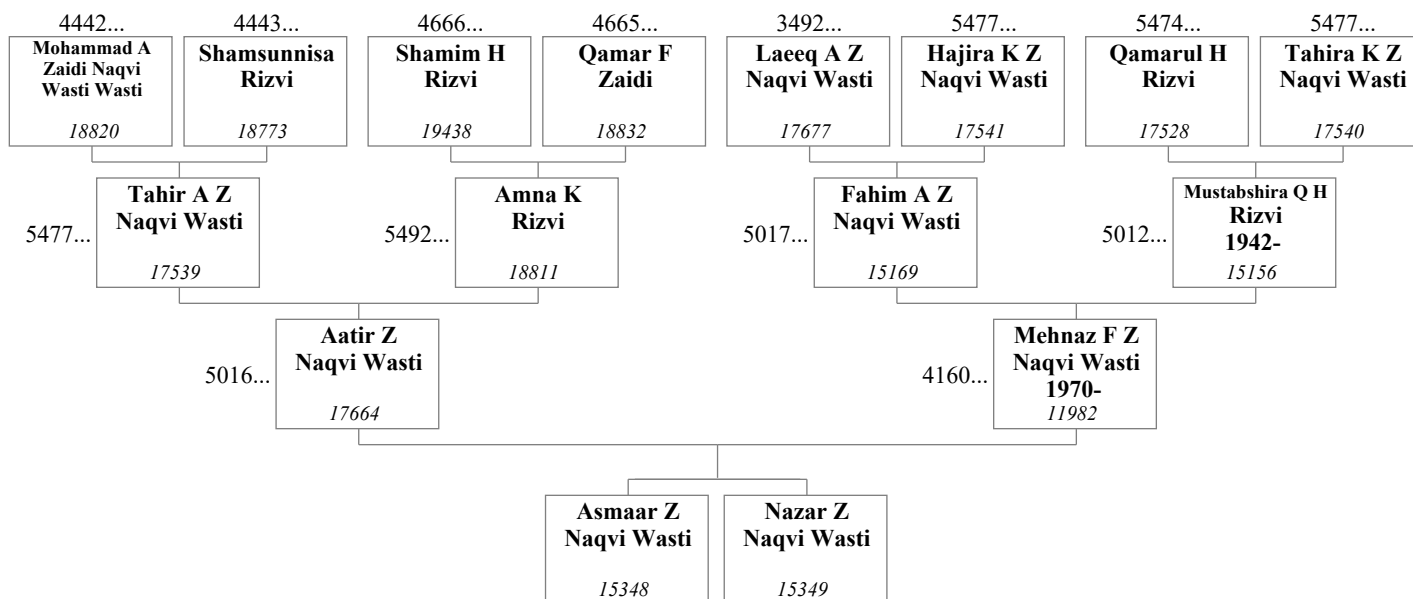 4442... 4443... 4666... 4665... 3492... 5477... 5474... 5477...
Mohammad A
Zaidi Naqvi
Wasti Wasti
18820
Shamsunnisa
Rizvi
18773
Shamim H
Rizvi
19438
Qamar F
Zaidi
18832
Laeeq A Z
Naqvi Wasti
17677
Hajira K Z
Naqvi Wasti
17541
Qamarul H
Rizvi
17528
Tahira K Z
Naqvi Wasti
17540
5477...
Tahir A Z
Naqvi Wasti
17539
5492...
Amna K
Rizvi
18811
5017...
Fahim A Z
Naqvi Wasti
15169
5012...
Mustabshira Q H
Rizvi
1942-
15156
5016...
Aatir Z
Naqvi Wasti
17664
4160...
Mehnaz F Z
Naqvi Wasti
1970-
11982
Asmaar Z
Naqvi Wasti
15348
Nazar Z
Naqvi Wasti
15349